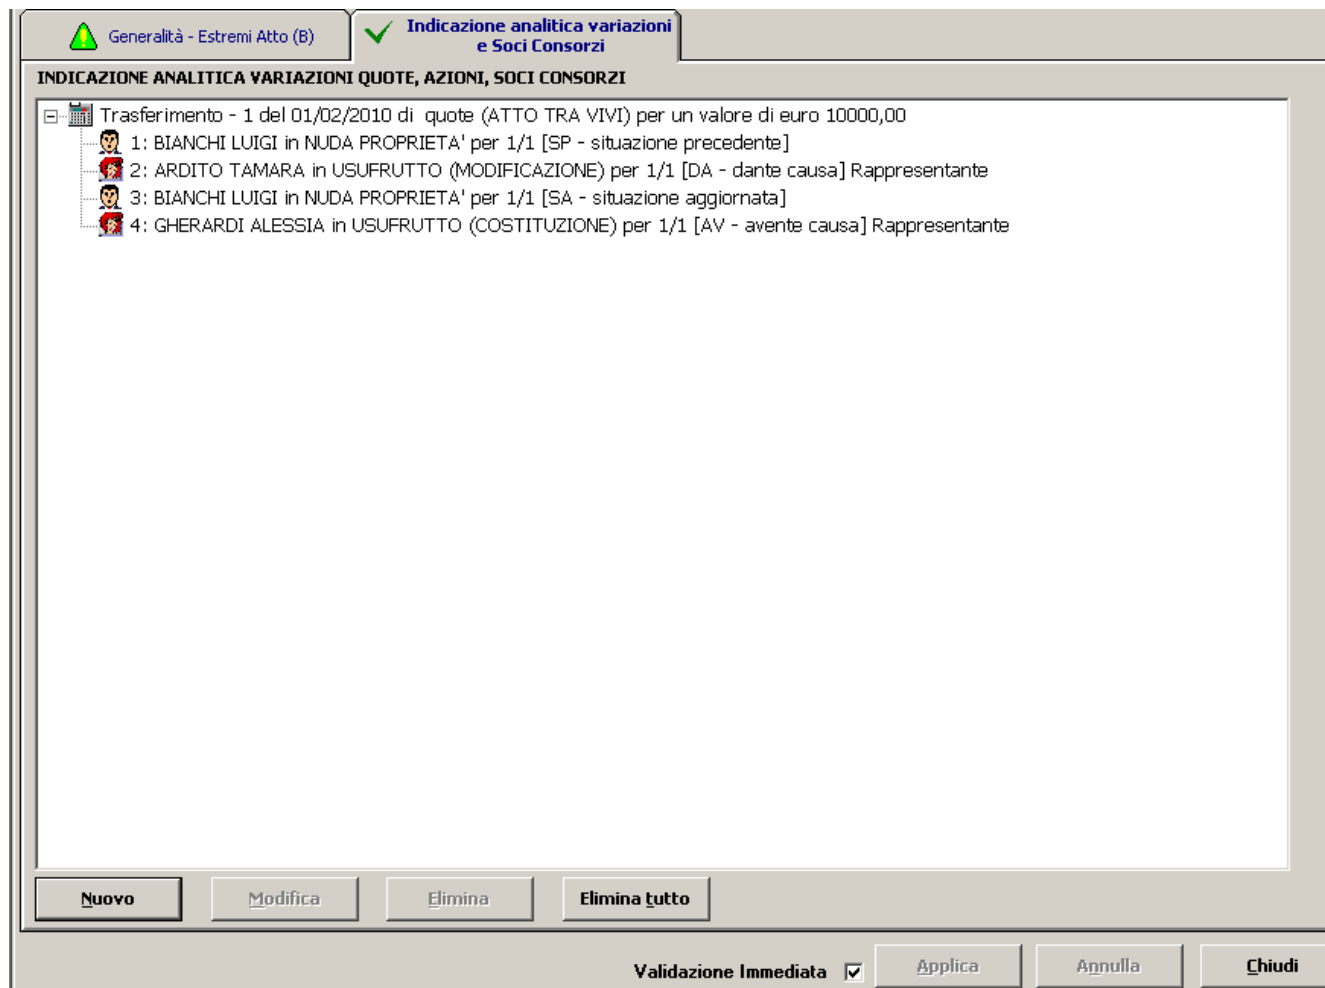 Generalità - Estremi Atto (B)
Indicazione analitica variazioni
e Soci Consorzi
INDICAZIONE ANALITICA VARIAZIONI QUOTE, AZIONI, SOCI CONSORZI
Trasferimento - 1 del 01/02/2010 di quote (ATTO TRA VIVI) per un valore di euro 10000,00
1: BIANCHI LUIGI in NUDA PROPRIETA' per 1/1 [SP - situazione precedente]
2: ARDITO TAMARA in USUFRUTTO (MODIFICAZIONE) per 1/1 [DA - dante causa] Rappresentante
3: BIANCHI LUIGI in NUDA PROPRIETA' per 1/1 [SA - situazione aggiornata]
4: GHERARDI ALESSIA in USUFRUTTO (COSTITUZIONE) per 1/1 [AV - avente causa] Rappresentante
Nuovo Modifica Elimina Elimina tutto
Validazione Immediata Applica Annulla Chiudi